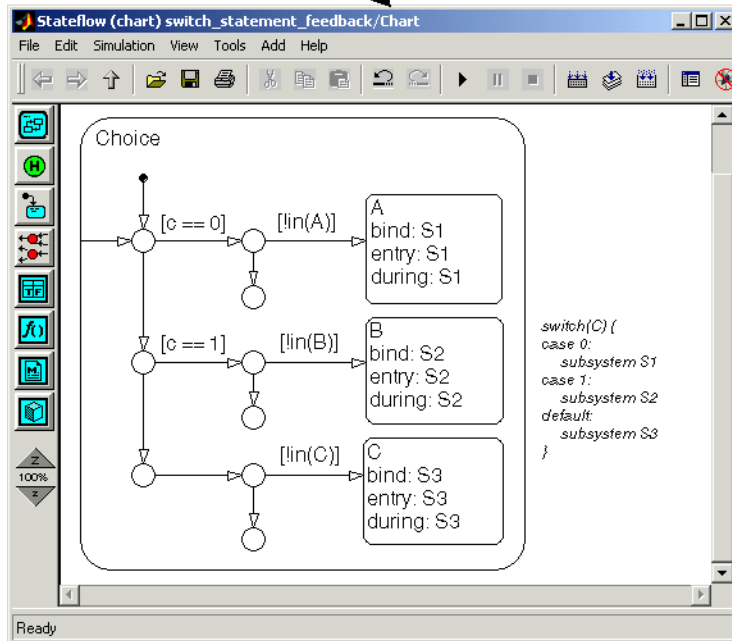 Stateflow (chart) switch_statement_feedback/Chart
File Edit Simulation View Tools Add Help
Choice
[c == 0]
[!in(A)]
A
bind: S1
entry: S1
during: S1
[c == 1]
[!in(B)]
B
bind: S2
entry: S2
during: S2
[!in(C)]
C
bind: S3
entry: S3
during: S3
switch(C) {
case 0:
subsystem S1
case 1:
subsystem S2
default:
subsystem S3
}
H
TF
f()
M
Z
100%
z
Ready